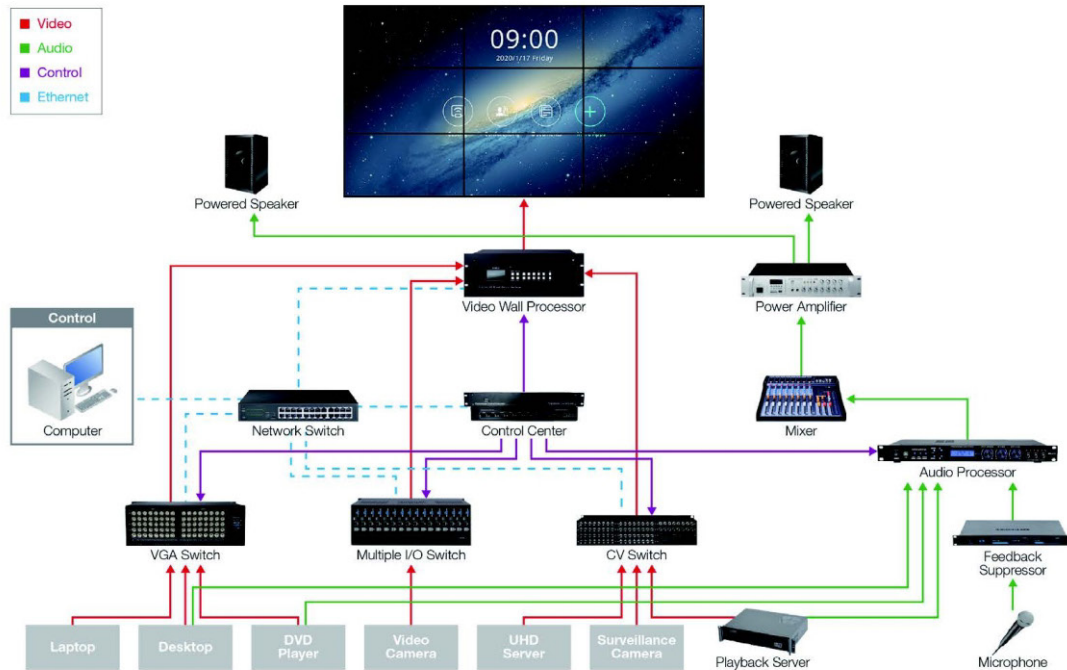 Video
Audio
Control
Ethernet
09:00
2020/1/17 Friday
Powered Speaker
Powered Speaker
Video Wall Processor
Power Amplifier
Control
Computer
Network Switch
Control Center
Mixer
Audio Processor
VGA Switch
Multiple I/O Switch
CV Switch
Feedback
Suppressor
Laptop
Desktop
DVD
Player
Video
Camera
UHD
Server
Surveillance
Camera
Playback Server
Microphone